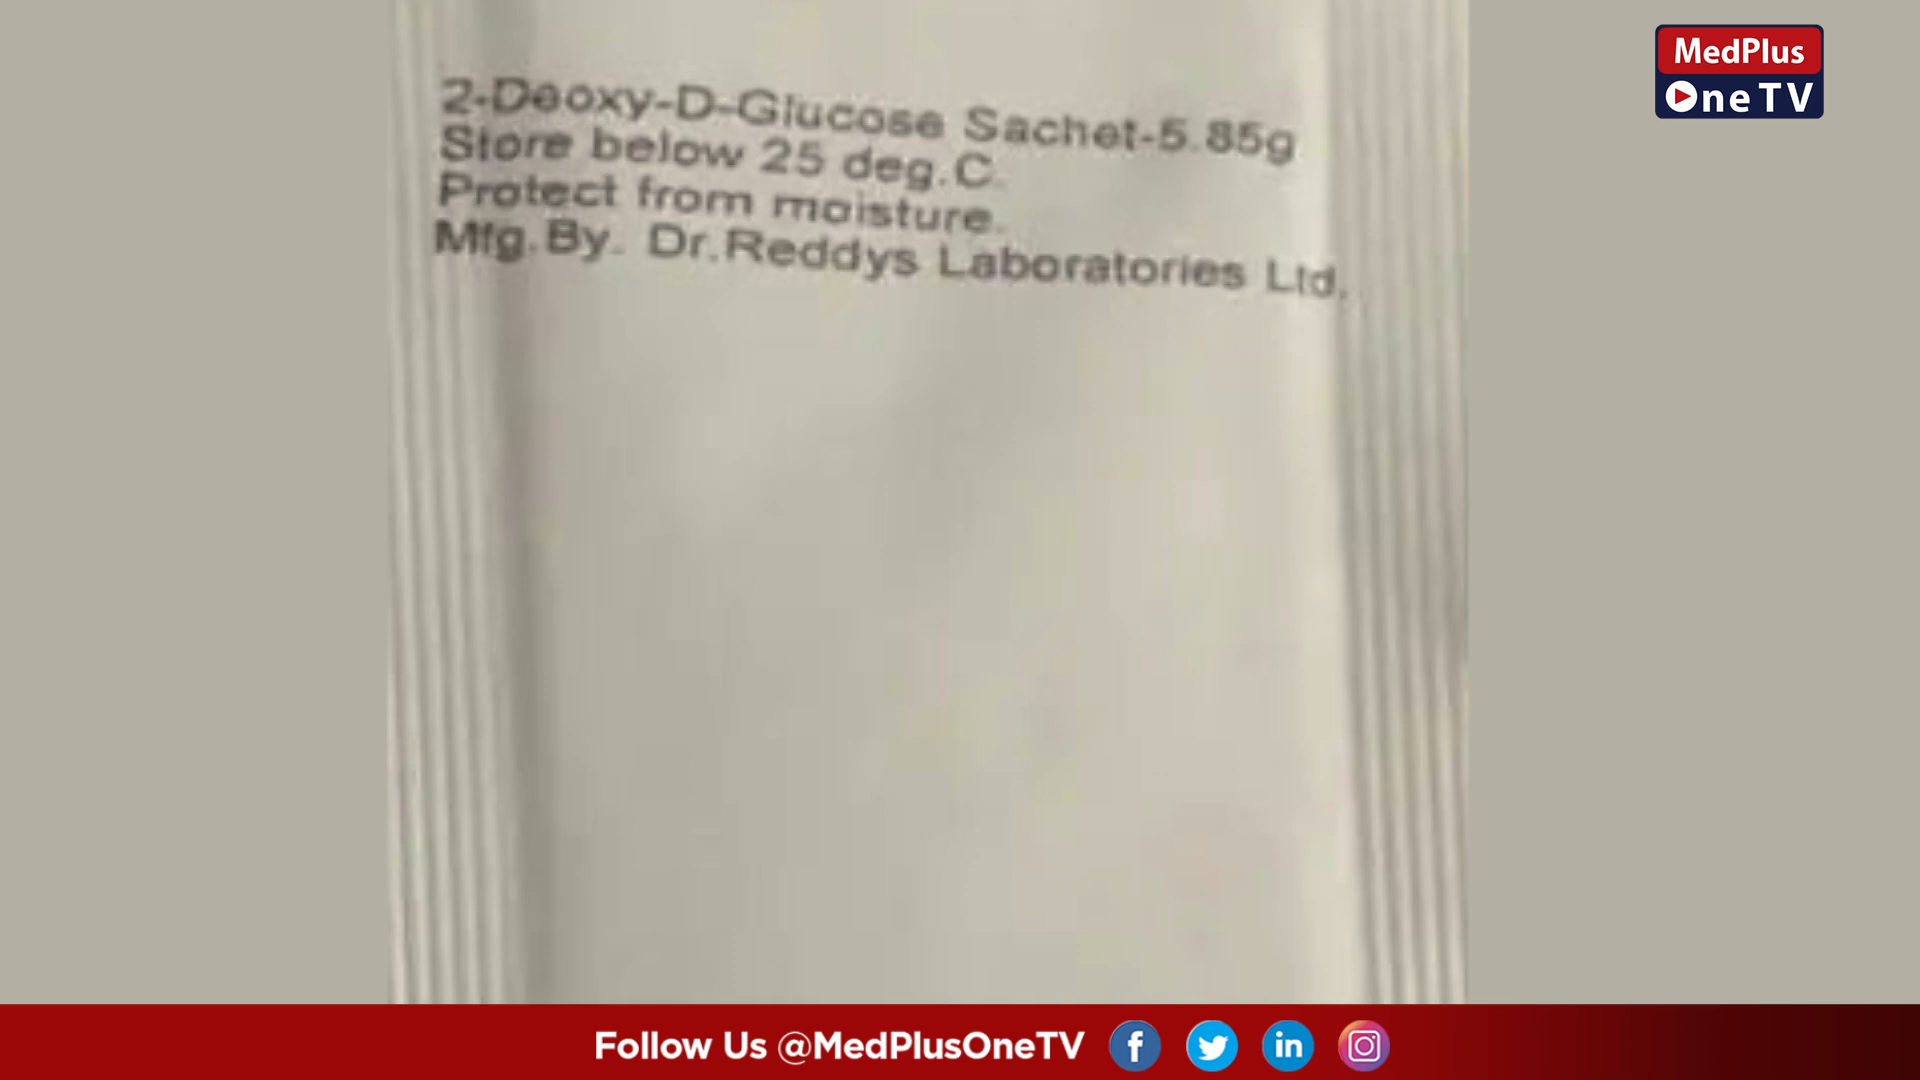 MedPlus
OneTV
2-Deoxy-D-Glucose Sachet-5.85g
Store below 25 deg.C.
Protect from moisture.
Mfg.By. Dr.Reddys Laboratories Ltd.
Follow Us @MedPlusOneTV